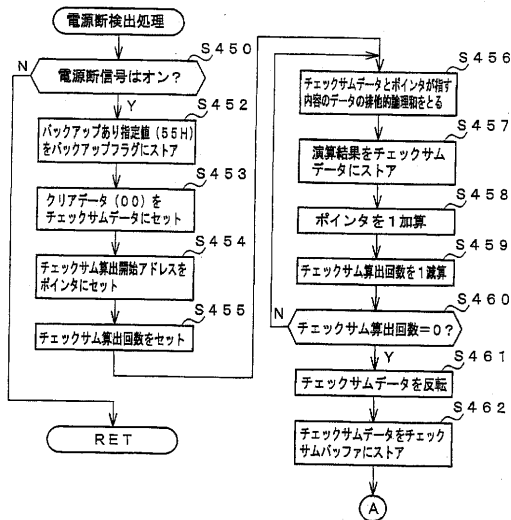 電源断検出処理
S450
N
電源断信号はオン?
Y
S452
バックアップあり指定値(55H)
をバックアップフラグにストア
S453
クリアデータ(00)を
チェックサムデータにセット
S454
チェックサム算出開始アドレスを
ポインタにセット
S455
チェックサム算出回数をセット
RET
S456
チェックサムデータとポインタが指す
内容のデータの排他的論理和をとる
S457
演算結果をチェックサム
データにストア
S458
ポインタを1加算
S459
チェックサム算出回数を1減算
N
S460
チェックサム算出回数=0?
Y
S461
チェックサムデータを反転
S462
チェックサムデータをチェック
サムバッファにストア
A